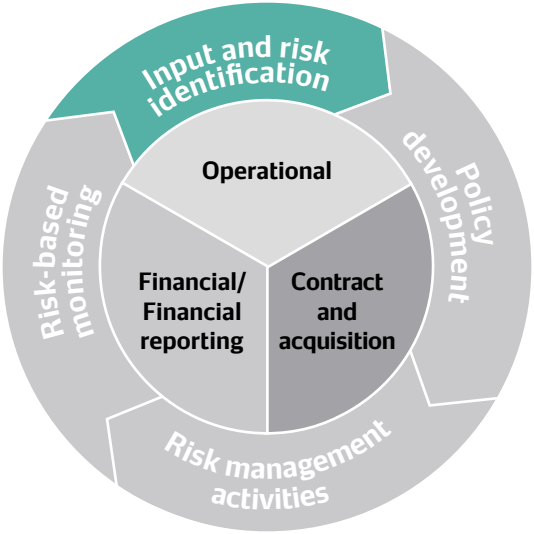 Input and risk
identification
Policy
development
Risk management
activities
Risk-based
monitoring
Operational
Financial/
Financial
reporting
Contract
and
acquisition